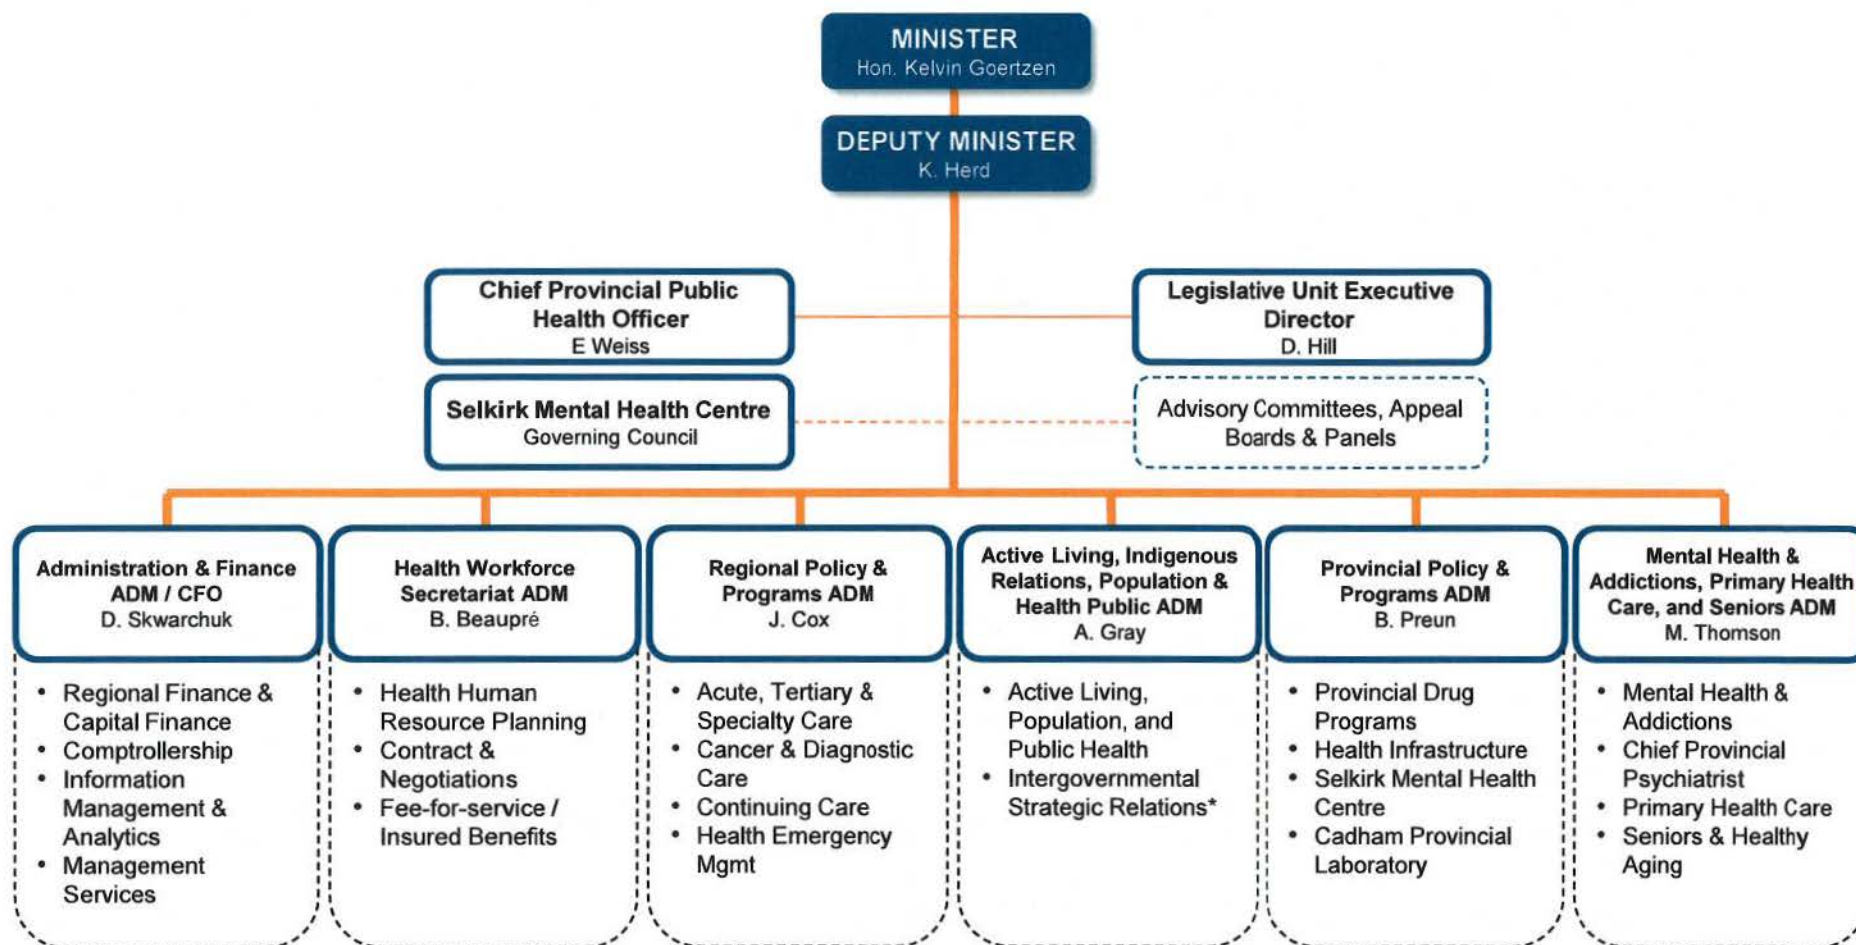 MINISTER
Hon. Kelvin Goertzen
DEPUTY MINISTER
K. Herd
Chief Provincial Public
Health Officer
E Weiss
Legislative Unit Executive
Director
D. Hill
Selkirk Mental Health Centre
Governing Council
Advisory Committees, Appeal
Boards & Panels
Administration & Finance
ADM / CFO
D. Skwarchuk
• Regional Finance &
Capital Finance
• Comptrollership
• Information
Management &
Analytics
• Management
Services
Health Workforce
Secretariat ADM
B. Beaupré
• Health Human
Resource Planning
• Contract &
Negotiations
• Fee-for-service /
Insured Benefits
Regional Policy &
Programs ADM
J. Cox
• Acute, Tertiary &
Specialty Care
• Cancer & Diagnostic
Care
• Continuing Care
• Health Emergency
Mgmt
Active Living, Indigenous
Relations, Population &
Health Public ADM
A. Gray
• Active Living,
Population, and
Public Health
• Intergovernmental
Strategic Relations*
Provincial Policy &
Programs ADM
B. Preun
• Provincial Drug
Programs
• Health Infrastructure
• Selkirk Mental Health
Centre
• Cadham Provincial
Laboratory
Mental Health &
Addictions, Primary Health
Care, and Seniors ADM
M. Thomson
• Mental Health &
Addictions
• Chief Provincial
Psychiatrist
• Primary Health Care
• Seniors & Healthy
Aging